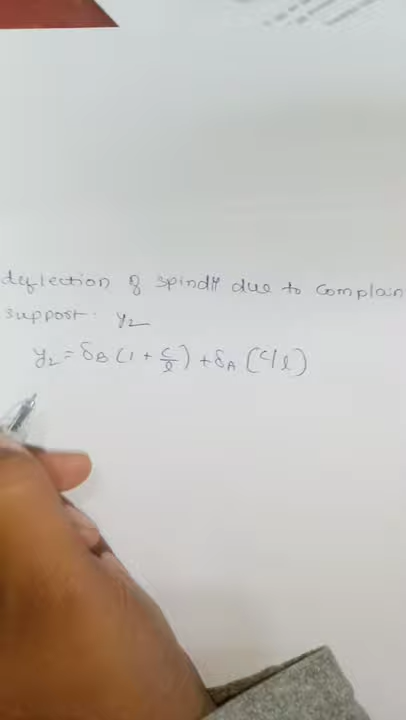 deflection of spindle due to complain
support. y₂
y₂ = δB (1 + c/l) + δA (c/l)